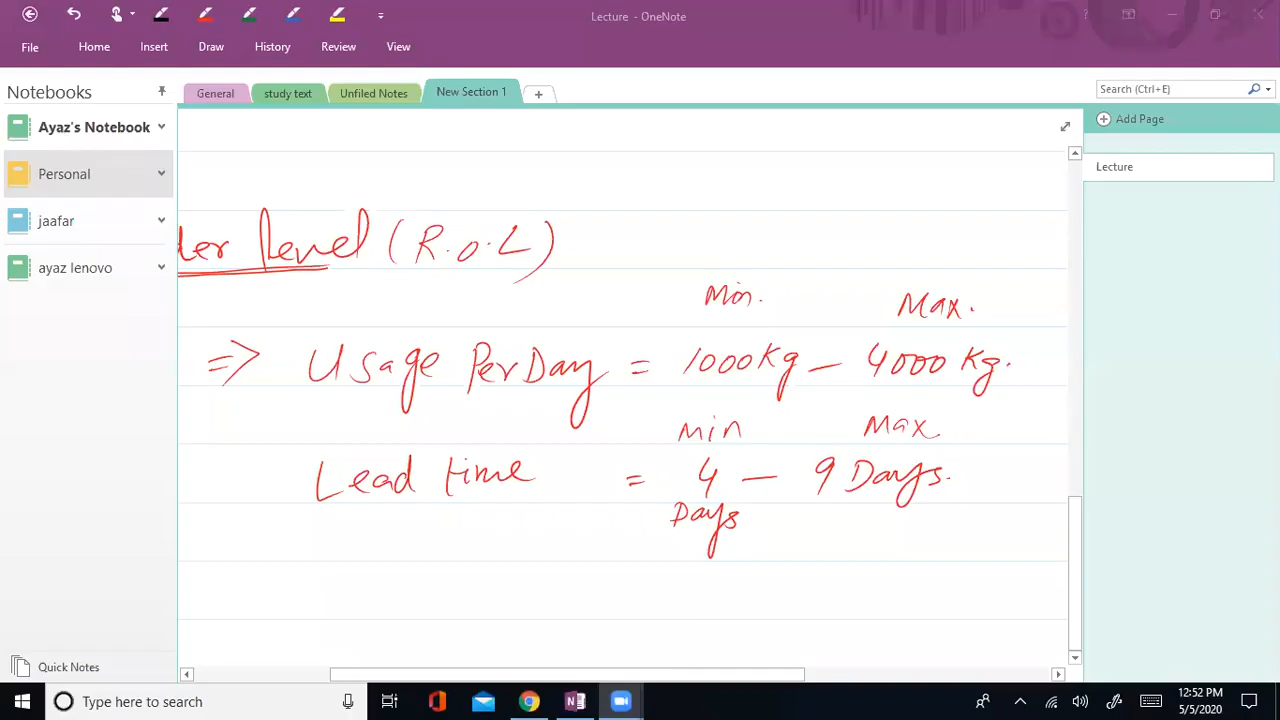 Lecture - OneNote
?
File Home Insert Draw History Review View
Notebooks
General study text Unfiled Notes New Section 1 +
Search (Ctrl+E)
Ayaz's Notebook
Add Page
Personal
Lecture
jaafar
ayaz lenovo
der level (R.O.L)
Min. Max.
=> Usage Per Day = 1000Kg - 4000 Kg.
Min Max
Lead time = 4 - 9 Days.
Days
Quick Notes
Type here to search
12:52 PM
5/5/2020